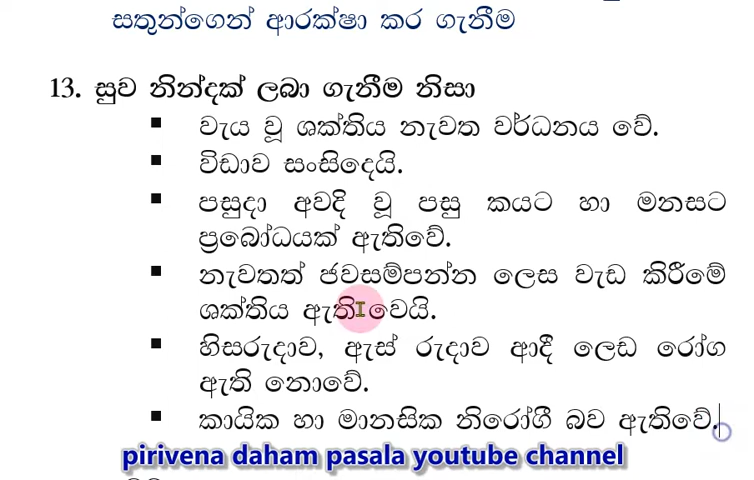 සතුන්ගෙන් ආරක්ෂා කර ගැනීම
13. සුව නින්දක් ලබා ගැනීම නිසා
▪ වැය වූ ශක්තිය නැවත වර්ධනය වේ.
▪ විඩාව සංසිදෙයි.
▪ පසුදා අවදි වූ පසු කයට හා මනසට
ප්‍රබෝධයක් ඇතිවේ.
▪ නැවතත් ජවසම්පන්න ලෙස වැඩ කිරීමේ
ශක්තිය ඇති වෙයි.
▪ හිසරුදාව, ඇස් රුදාව ආදී ලෙඩ රෝග
ඇති නොවේ.
▪ කායික හා මානසික නිරෝගී බව ඇතිවේ.
pirivena daham pasala youtube channel